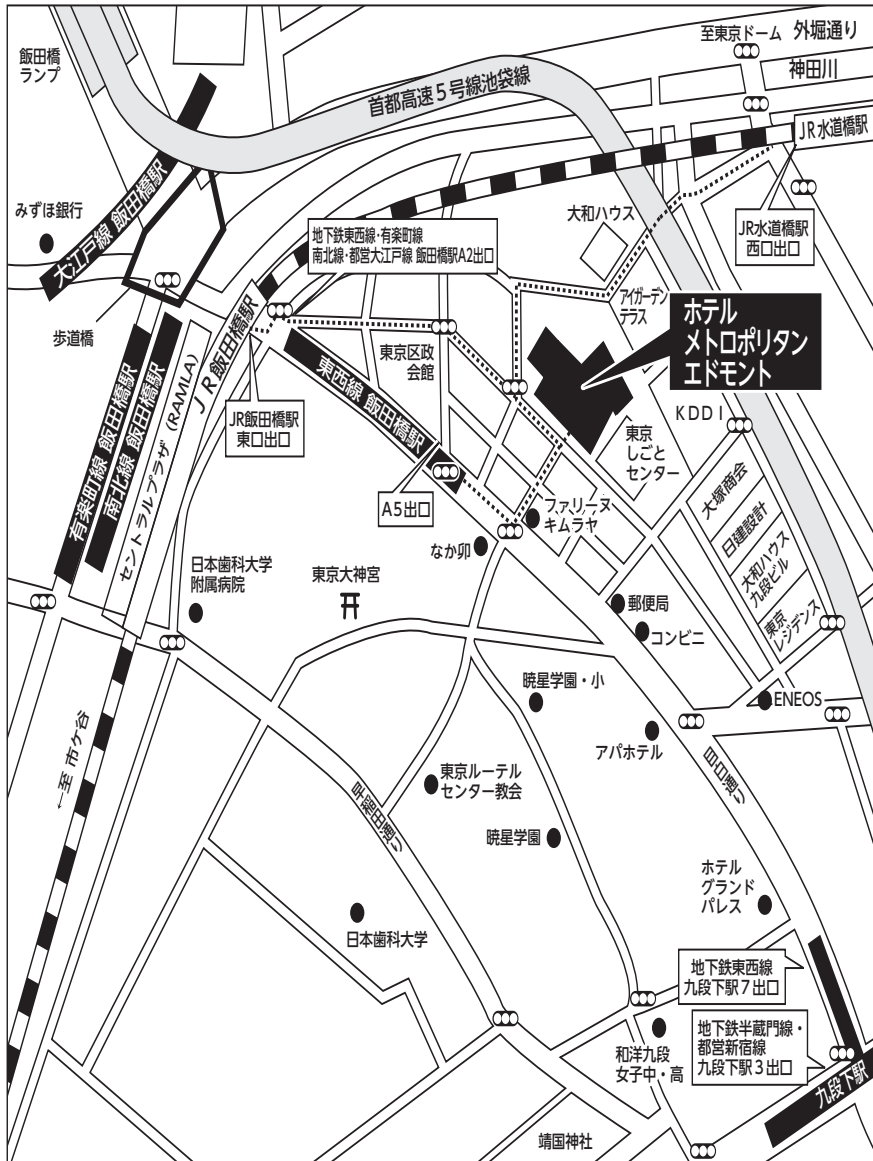 至東京ドーム
外堀通り
飯田橋
ランプ
神田川
首都高速5号線池袋線
JR水道橋駅
みずほ銀行
大江戸線 飯田橋駅
大和ハウス
JR水道橋駅
西口出口
地下鉄東西線・有楽町線
南北線・都営大江戸線 飯田橋駅A2出口
アイガーデン
テラス
ホテル
メトロポリタン
エドモント
歩道橋
JR飯田橋駅
東京区政
会館
有楽町線 飯田橋駅
南北線 飯田橋駅
セントラルプラザ (RAMLA)
東西線 飯田橋駅
JR飯田橋駅
東口出口
KDDI
東京
しごと
センター
A5出口
ファリーヌ
キムラヤ
大塚商会
日建設計
大和ハウス
九段ビル
東京
レジデンス
なか卯
日本歯科大学
附属病院
東京大神宮
郵便局
コンビニ
暁星学園・小
ENEOS
アパホテル
←至 市ケ谷
東京ルーテル
センター教会
目白通り
早稲田通り
暁星学園
ホテル
グランド
パレス
日本歯科大学
地下鉄東西線
九段下駅7出口
地下鉄半蔵門線・
都営新宿線
九段下駅3出口
和洋九段
女子中・高
九段下駅
靖国神社